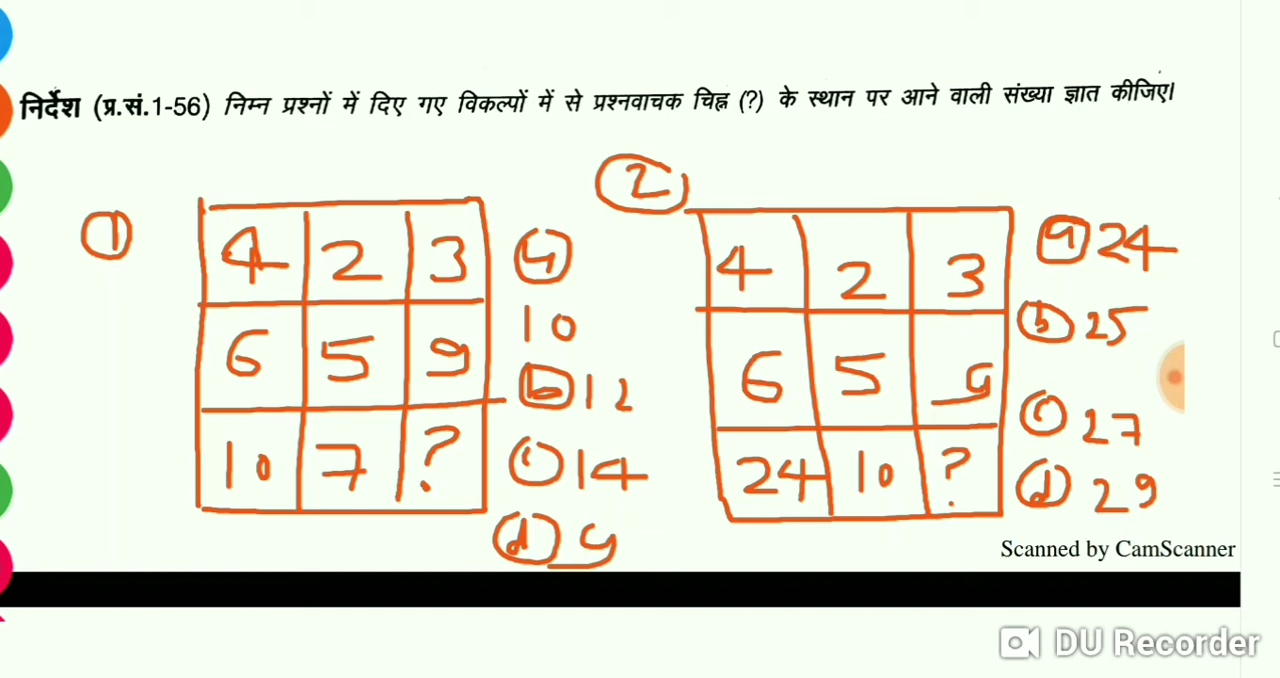 निर्देश (प्र.सं.1-56) निम्न प्रश्नों में दिए गए विकल्पों में से प्रश्नवाचक चिह्न (?) के स्थान पर आने वाली संख्या ज्ञात कीजिए।
1
4 2 3
6 5 9
10 7 ?
10
b 12
c 14
d 9
2
4 2 3
6 5 9
24 10 ?
a 24
b 25
c 27
d 29
Scanned by CamScanner
DU Recorder